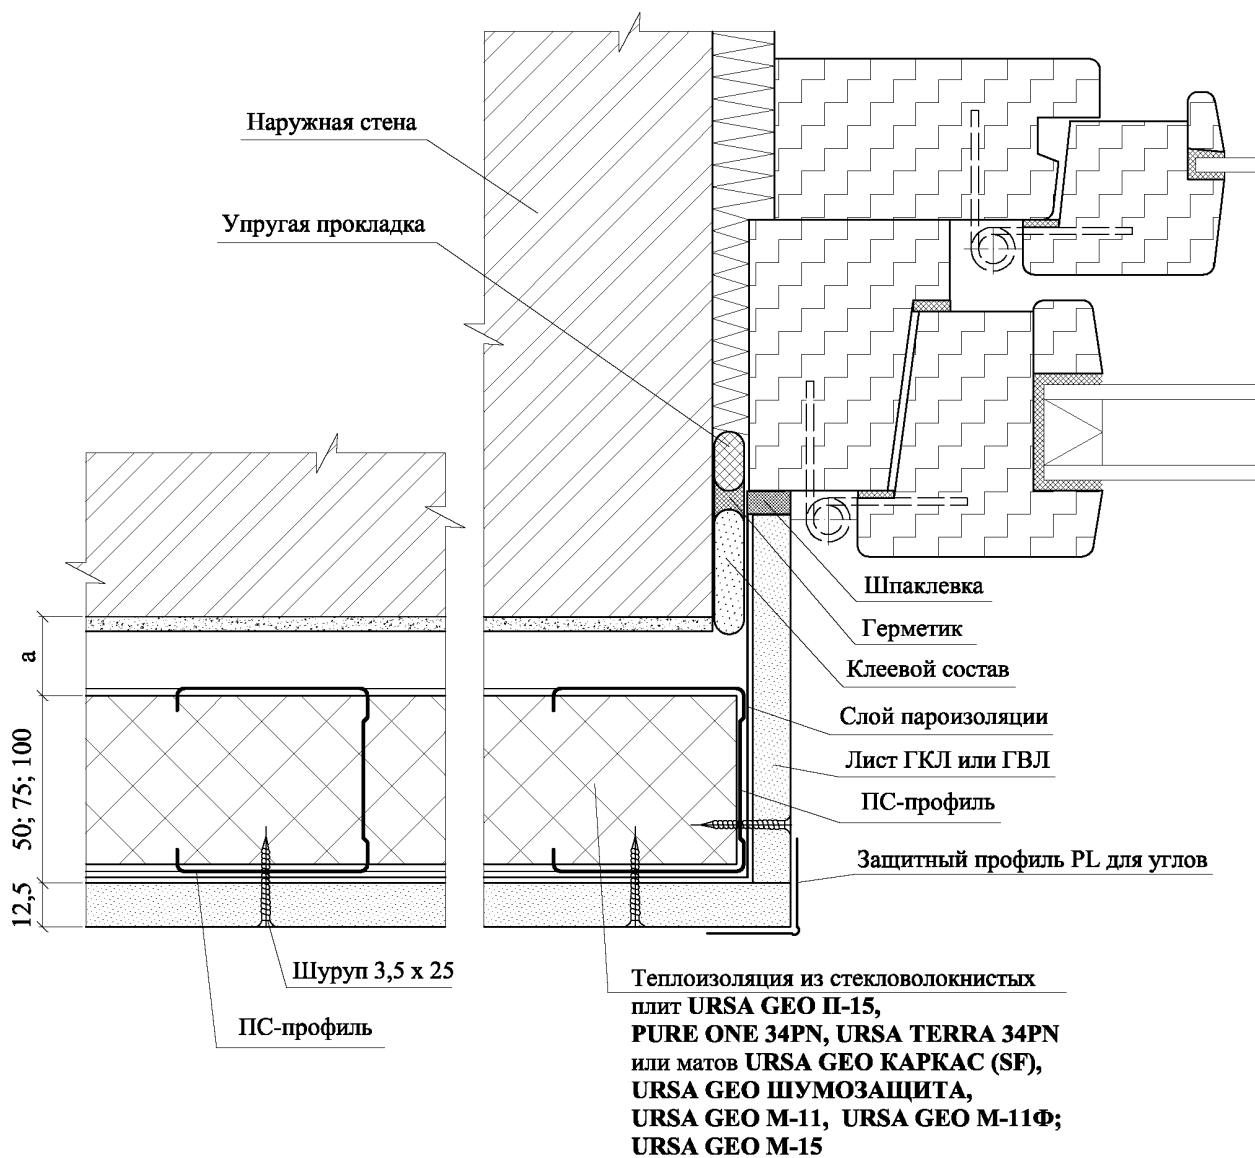 Наружная стена
Упругая прокладка
Шпаклевка
Герметик
Клеевой состав
Слой пароизоляции
Лист ГКЛ или ГВЛ
ПС-профиль
Защитный профиль PL для углов
а
50; 75; 100
12,5
Шуруп 3,5 х 25
ПС-профиль
Теплоизоляция из стекловолокнистых
плит URSA GEO П-15,
PURE ONE 34PN, URSA TERRA 34PN
или матов URSA GEO КАРКАС (SF),
URSA GEO ШУМОЗАЩИТА,
URSA GEO М-11, URSA GEO М-11Ф;
URSA GEO М-15